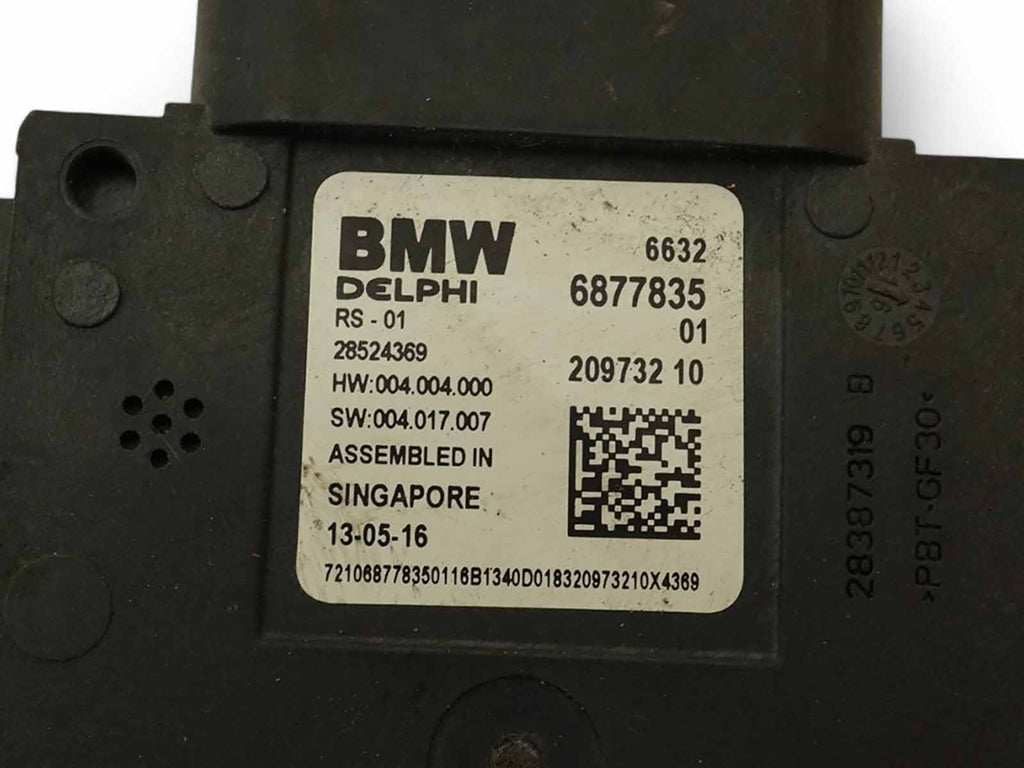 BMW
DELPHI
RS - 01
28524369
HW:004.004.000
SW:004.017.007
ASSEMBLED IN
SINGAPORE
13-05-16
6632
6877835
01
209732 10
721068778350116B1340D018320973210X4369
28387319 B
>PBT-GF30<